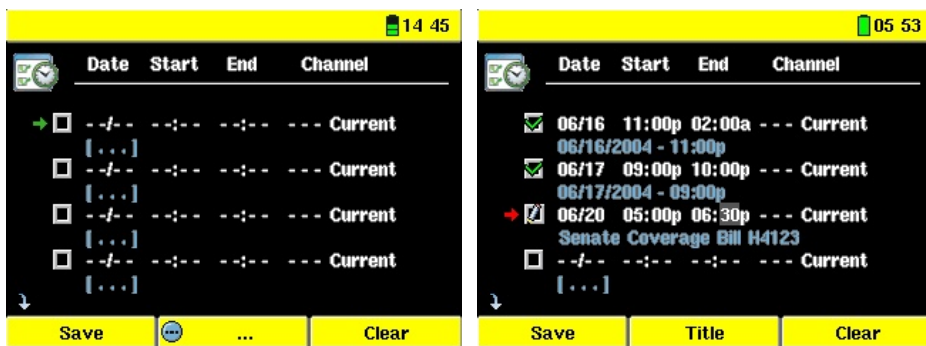 14 45
Date Start End Channel
--/-- --:-- --:-- --- Current
[...]
--/-- --:-- --:-- --- Current
[...]
--/-- --:-- --:-- --- Current
[...]
--/-- --:-- --:-- --- Current
[...]
Save ... Clear
05 53
Date Start End Channel
06/16 11:00p 02:00a --- Current
06/16/2004 - 11:00p
06/17 09:00p 10:00p --- Current
06/17/2004 - 09:00p
06/20 05:00p 06:30p --- Current
Senate Coverage Bill H4123
--/-- --:-- --:-- --- Current
[...]
Save Title Clear